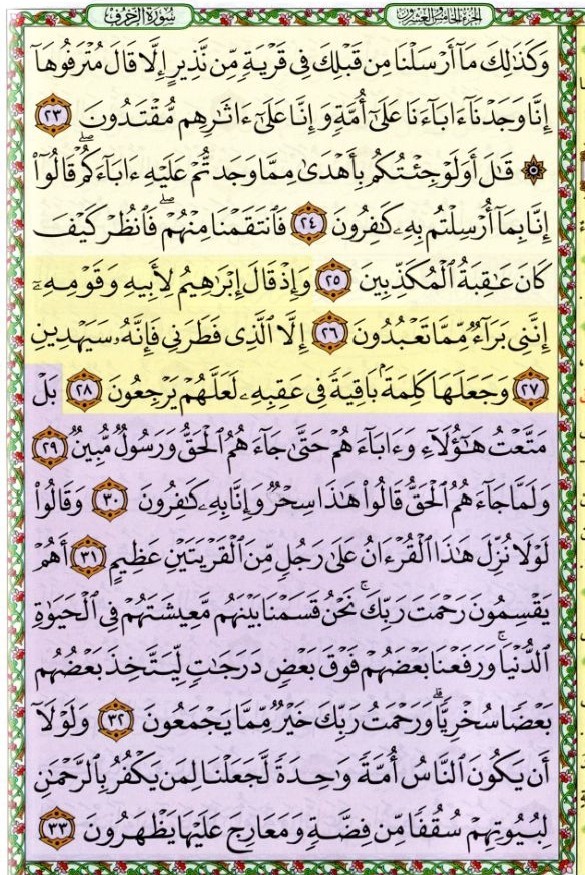 الجزء الخامس والعشرون
سورة الزخرف
وَكَذَٰلِكَ مَآ أَرْسَلْنَا مِن قَبْلِكَ فِى قَرْيَةٍ مِّن نَّذِيرٍ إِلَّا قَالَ مُتْرَفُوهَآ
إِنَّا وَجَدْنَآ ءَابَآءَنَا عَلَىٰٓ أُمَّةٍ وَإِنَّا عَلَىٰٓ ءَاثَٰرِهِم مُّقْتَدُونَ ٢٣
۞ قَٰلَ أَوَلَوْ جِئْتُكُم بِأَهْدَىٰ مِمَّا وَجَدتُّمْ عَلَيْهِ ءَابَآءَكُمْ ۖ قَالُوٓا۟
إِنَّا بِمَآ أُرْسِلْتُم بِهِۦ كَٰفِرُونَ ٢٤ فَٱنتَقَمْنَا مِنْهُمْ ۖ فَٱنظُرْ كَيْفَ
كَانَ عَٰقِبَةُ ٱلْمُكَذِّبِينَ ٢٥ وَإِذْ قَالَ إِبْرَٰهِيمُ لِأَبِيهِ وَقَوْمِهِۦٓ
إِنَّنِى بَرَآءٌ مِّمَّا تَعْبُدُونَ ٢٦ إِلَّا ٱلَّذِى فَطَرَنِى فَإِنَّهُۥ سَيَهْدِينِ
٢٧ وَجَعَلَهَا كَلِمَةًۢ بَاقِيَةً فِى عَقِبِهِۦ لَعَلَّهُمْ يَرْجِعُونَ ٢٨ بَلْ
مَتَّعْتُ هَٰٓؤُلَآءِ وَءَابَآءَهُمْ حَتَّىٰ جَآءَهُمُ ٱلْحَقُّ وَرَسُولٌ مُّبِينٌ ٢٩
وَلَمَّا جَآءَهُمُ ٱلْحَقُّ قَالُوا۟ هَٰذَا سِحْرٌ وَإِنَّا بِهِۦ كَٰفِرُونَ ٣٠ وَقَالُوا۟
لَوْلَا نُزِّلَ هَٰذَا ٱلْقُرْءَانُ عَلَىٰ رَجُلٍ مِّنَ ٱلْقَرْيَتَيْنِ عَظِيمٍ ٣١ أَهُمْ
يَقْسِمُونَ رَحْمَتَ رَبِّكَ ۚ نَحْنُ قَسَمْنَا بَيْنَهُم مَّعِيشَتَهُمْ فِى ٱلْحَيَوٰةِ
ٱلدُّنْيَا ۚ وَرَفَعْنَا بَعْضَهُمْ فَوْقَ بَعْضٍ دَرَجَٰتٍ لِّيَتَّخِذَ بَعْضُهُم
بَعْضًا سُخْرِيًّا ۗ وَرَحْمَتُ رَبِّكَ خَيْرٌ مِّمَّا يَجْمَعُونَ ٣٢ وَلَوْلَآ
أَن يَكُونَ ٱلنَّاسُ أُمَّةً وَٰحِدَةً لَّجَعَلْنَا لِمَن يَكْفُرُ بِٱلرَّحْمَٰنِ
لِبُيُوتِهِمْ سُقُفًا مِّن فِضَّةٍ وَمَعَارِجَ عَلَيْهَا يَظْهَرُونَ ٣٣